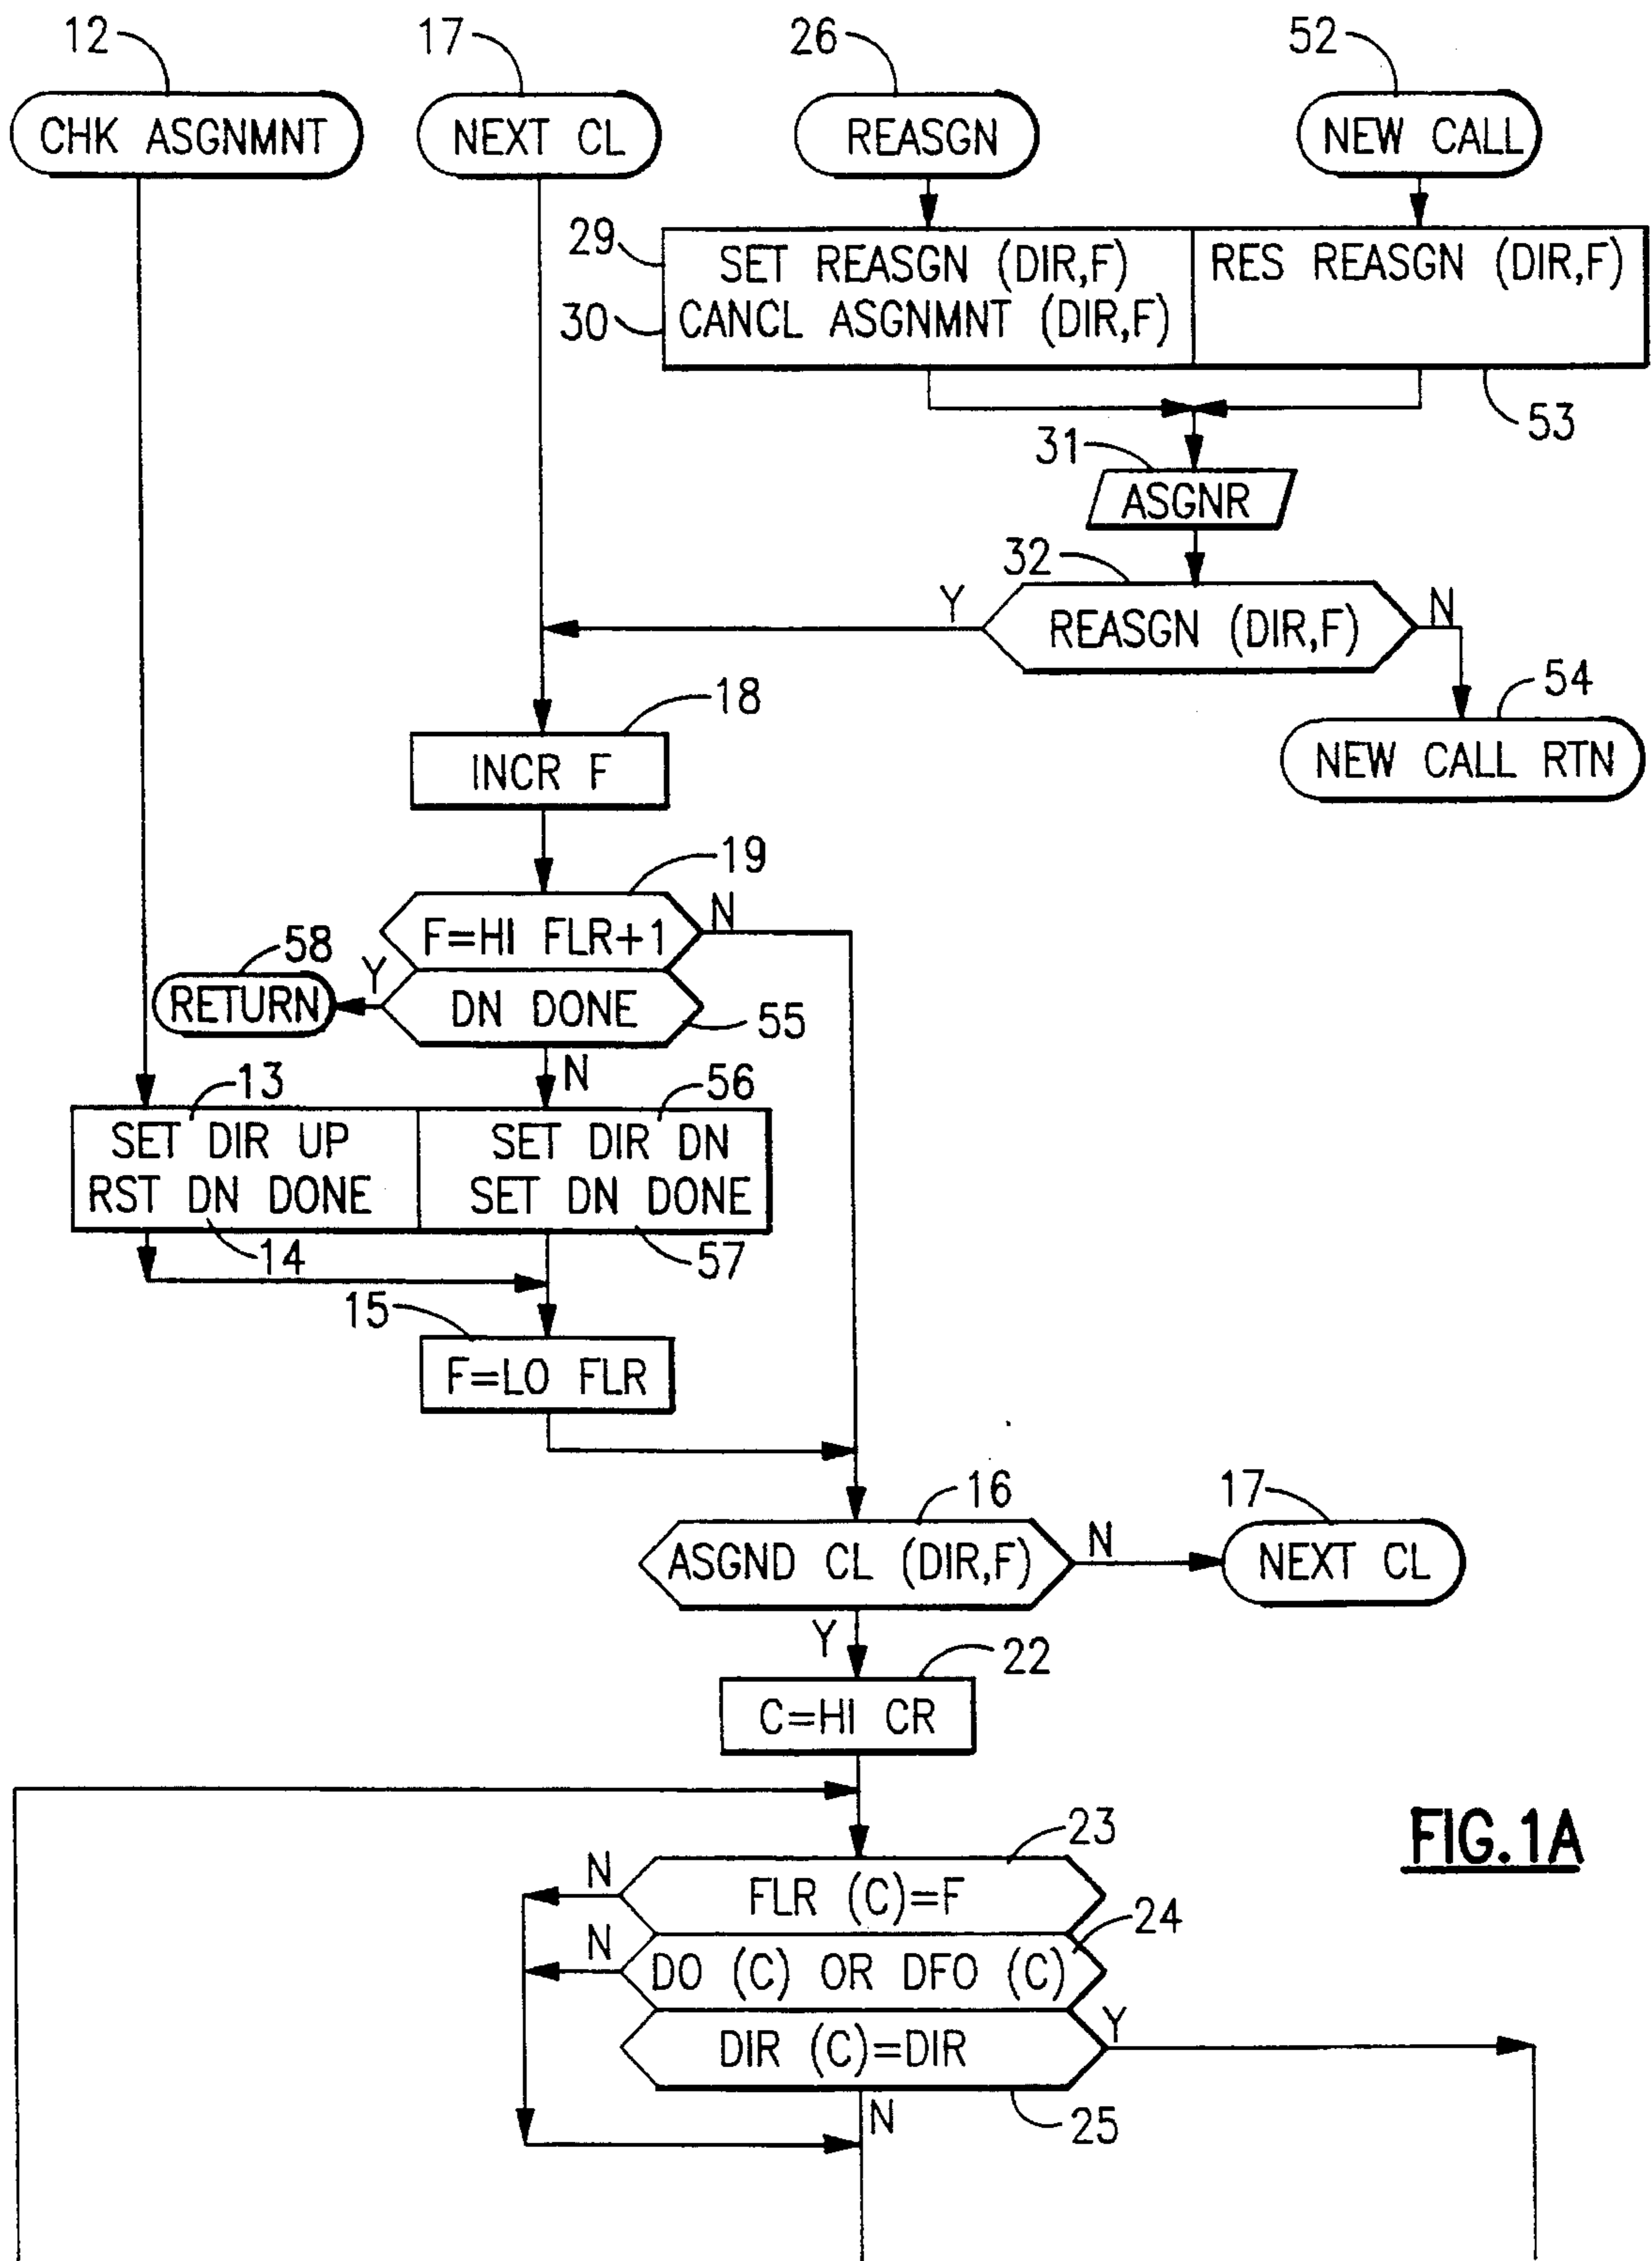 12
17
26
52
CHK ASGNMNT
NEXT CL
REASGN
NEW CALL
29
SET REASGN (DIR,F)
RES REASGN (DIR,F)
30
CANCL ASGNMNT (DIR,F)
53
31
ASGNR
32
Y
REASGN (DIR,F)
N
18
54
INCR F
NEW CALL RTN
19
F=HI FLR+1
N
58
Y
RETURN
DN DONE
55
N
13
56
SET DIR UP
SET DIR DN
RST DN DONE
SET DN DONE
14
57
15
F=LO FLR
16
17
ASGND CL (DIR,F)
N
NEXT CL
Y
22
C=HI CR
23
FIG.1A
N
FLR (C)=F
24
N
DO (C) OR DFO (C)
DIR (C)=DIR
Y
N
25